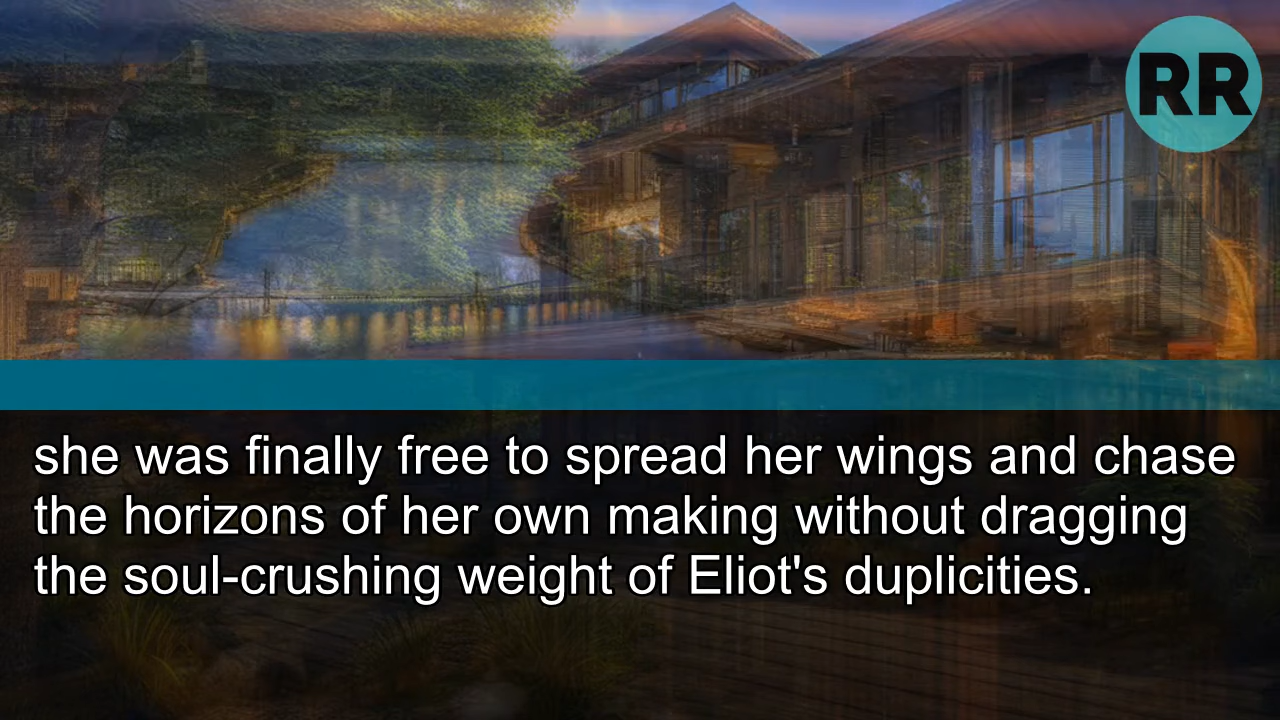 RR
she was finally free to spread her wings and chase
the horizons of her own making without dragging
the soul-crushing weight of Eliot's duplicities.